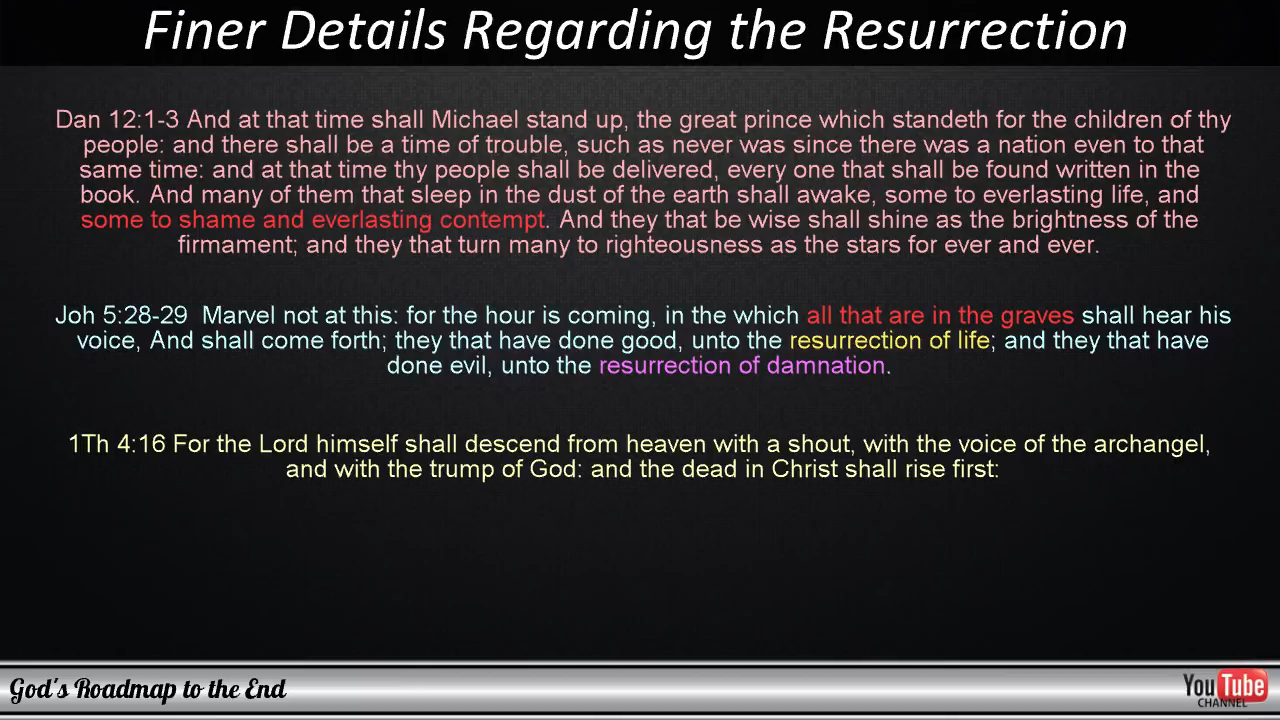 Finer Details Regarding the Resurrection
Dan 12:1-3 And at that time shall Michael stand up, the great prince which standeth for the children of thy
people: and there shall be a time of trouble, such as never was since there was a nation even to that
same time: and at that time thy people shall be delivered, every one that shall be found written in the
book. And many of them that sleep in the dust of the earth shall awake, some to everlasting life, and
some to shame and everlasting contempt. And they that be wise shall shine as the brightness of the
firmament; and they that turn many to righteousness as the stars for ever and ever.
Joh 5:28-29  Marvel not at this: for the hour is coming, in the which all that are in the graves shall hear his
voice, And shall come forth; they that have done good, unto the resurrection of life; and they that have
done evil, unto the resurrection of damnation.
1Th 4:16 For the Lord himself shall descend from heaven with a shout, with the voice of the archangel,
and with the trump of God: and the dead in Christ shall rise first:
God's Roadmap to the End
YouTube
CHANNEL